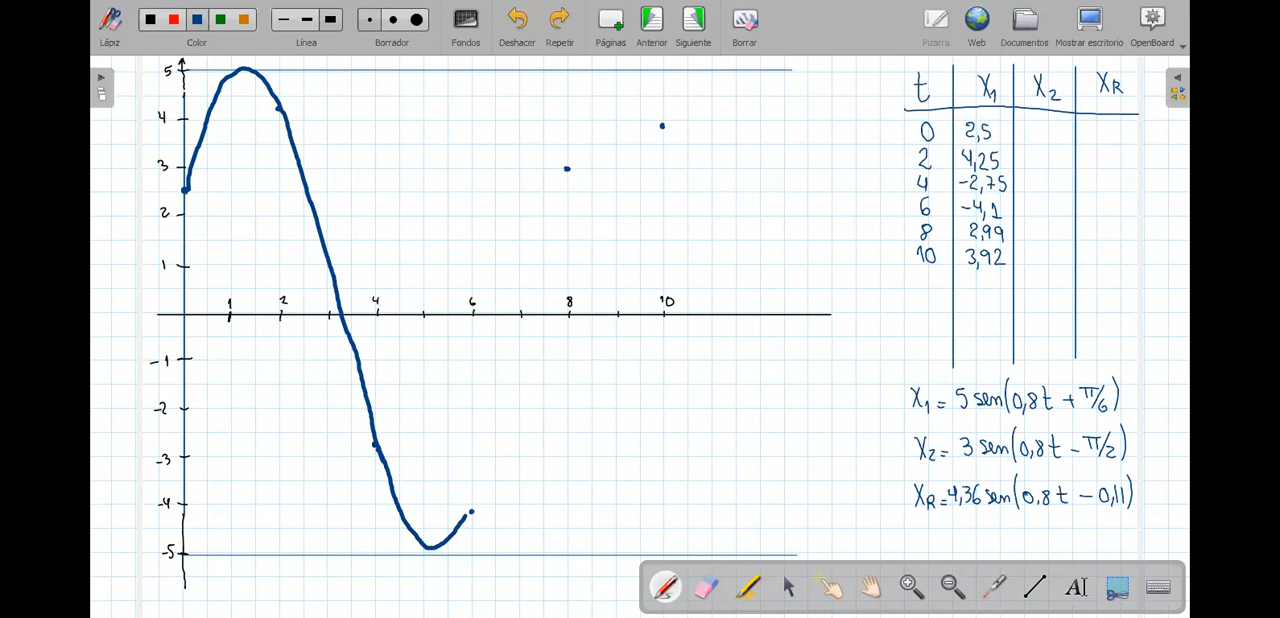 Lápiz
Color
Línea
Borrador
Fondos
Deshacer
Repetir
Páginas
Anterior
Siguiente
Borrar
Pizarra
Web
Documentos
Mostrar escritorio
OpenBoard
5
4
3
2
1
-1
-2
-3
-4
-5
1 2 4 6 8 10
t X₁ X₂ XR
0 2,5
2 4,25
4 -2,75
6 -4,1
8 2,99
10 3,92
X₁ = 5 sen(0,8t + π/6)
X₂ = 3 sen(0,8t - π/2)
XR = 4,36 sen(0,8t - 0,11)
AI